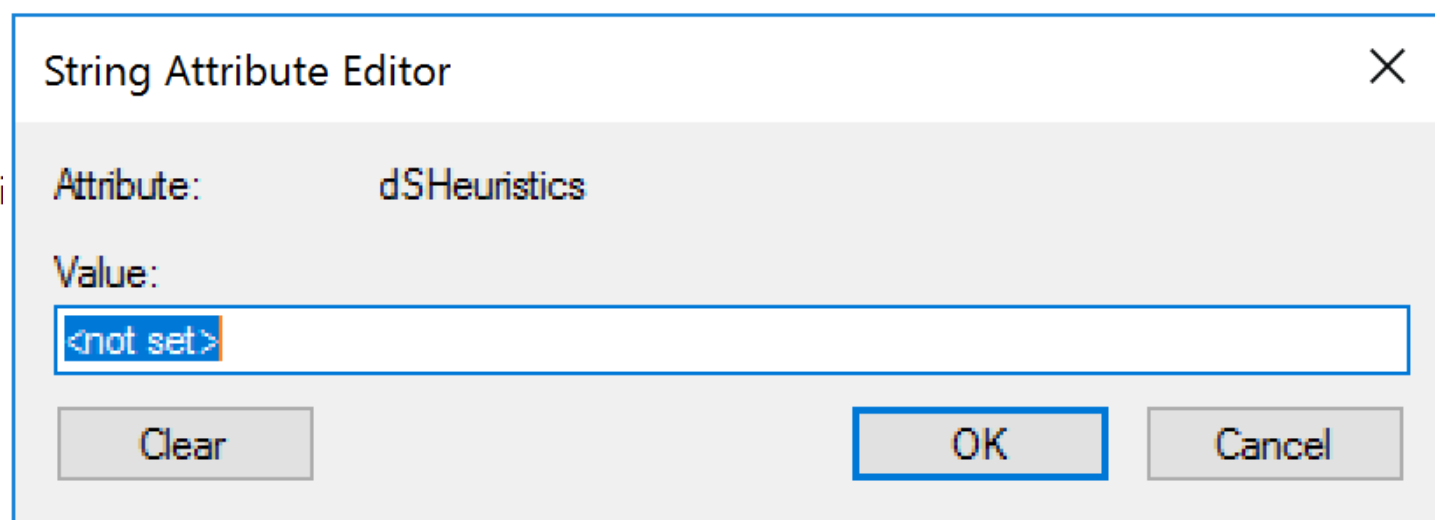 String Attribute Editor
Attribute: dSHeuristics
Value:
<not set>
Clear OK Cancel